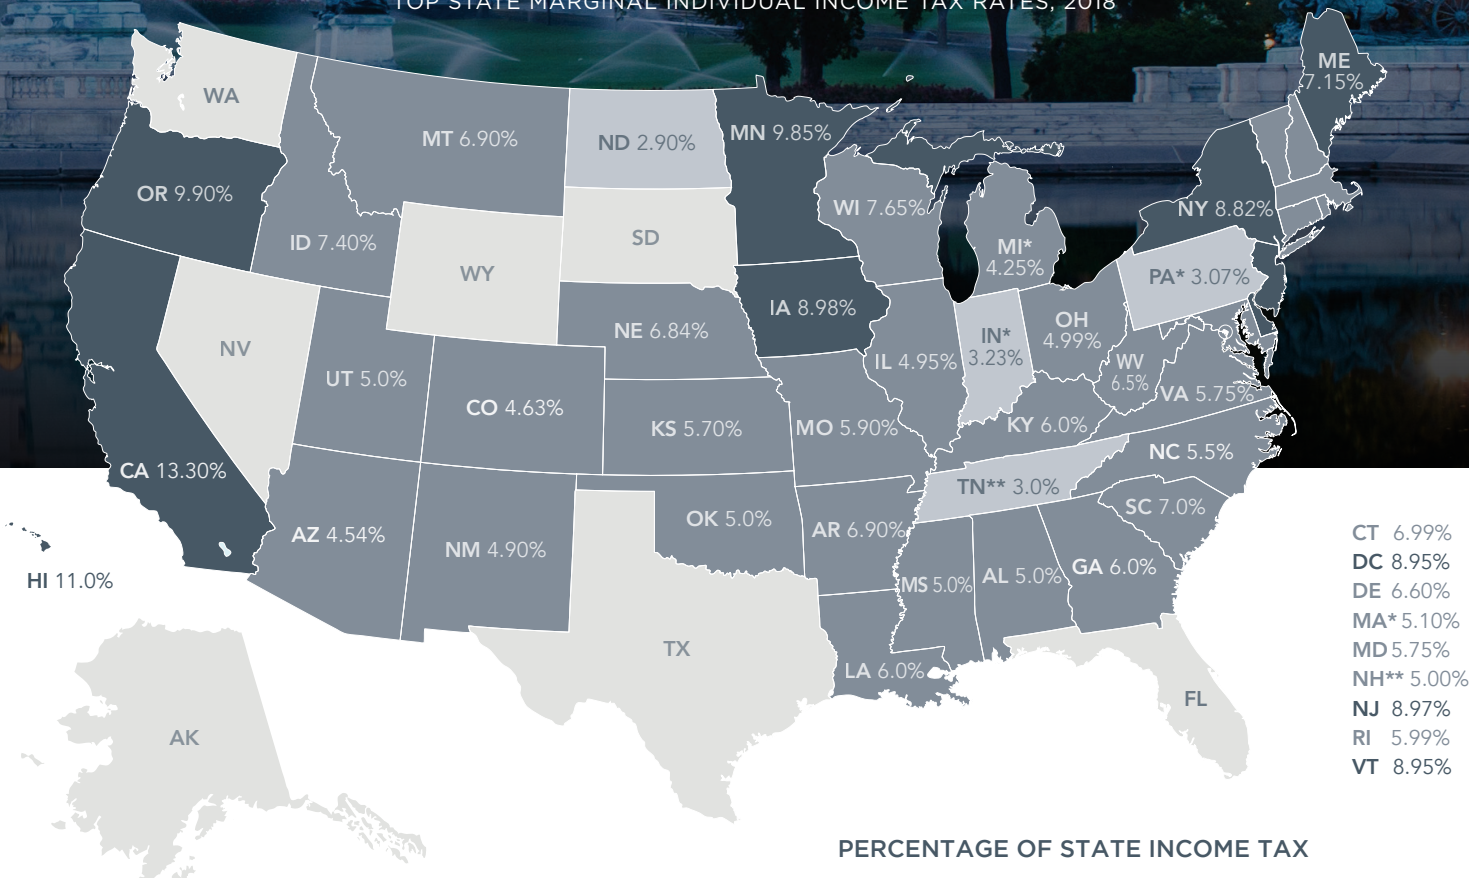 TOP STATE MARGINAL INDIVIDUAL INCOME TAX RATES, 2018
ME
7.15%
WA
MT 6.90%
ND 2.90%
MN 9.85%
OR 9.90%
WI 7.65%
NY 8.82%
ID 7.40%
SD
MI*
4.25%
WY
PA* 3.07%
IA 8.98%
NE 6.84%
OH
4.99%
IN*
3.23%
NV
IL 4.95%
WV
6.5%
UT 5.0%
VA 5.75%
CO 4.63%
KS 5.70%
MO 5.90%
KY 6.0%
NC 5.5%
CA 13.30%
TN** 3.0%
SC 7.0%
OK 5.0%
AR 6.90%
AZ 4.54%
NM 4.90%
GA 6.0%
MS 5.0%
AL 5.0%
HI 11.0%
TX
LA 6.0%
FL
AK
CT 6.99%
DC 8.95%
DE 6.60%
MA* 5.10%
MD 5.75%
NH** 5.00%
NJ 8.97%
RI 5.99%
VT 8.95%
PERCENTAGE OF STATE INCOME TAX